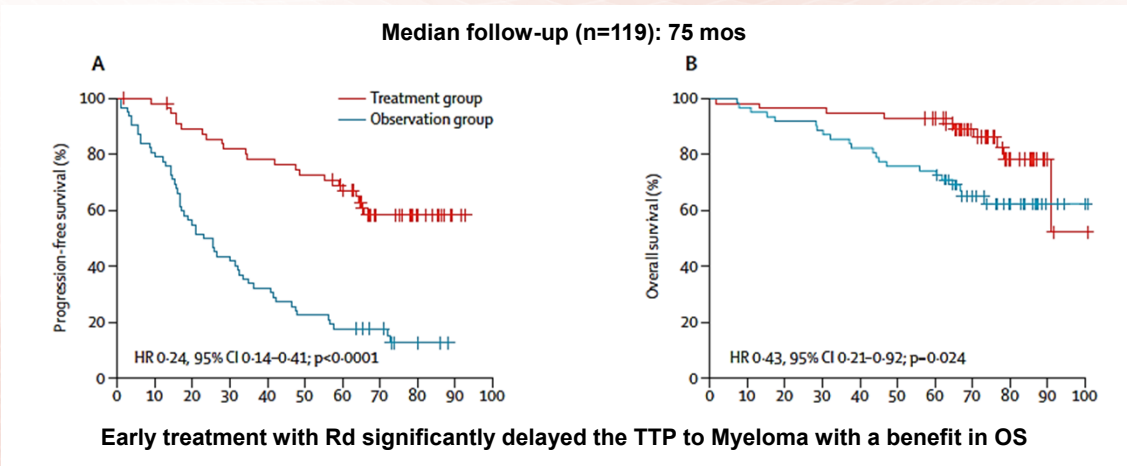 Median follow-up (n=119): 75 mos
A
Progression-free survival (%)
100
80
60
40
20
0
Treatment group
Observation group
HR 0·24, 95% CI 0·14–0·41; p<0·0001
0 10 20 30 40 50 60 70 80 90 100
B
Overall survival (%)
100
80
60
40
20
0
HR 0·43, 95% CI 0·21–0·92; p=0·024
0 10 20 30 40 50 60 70 80 90 100
Early treatment with Rd significantly delayed the TTP to Myeloma with a benefit in OS